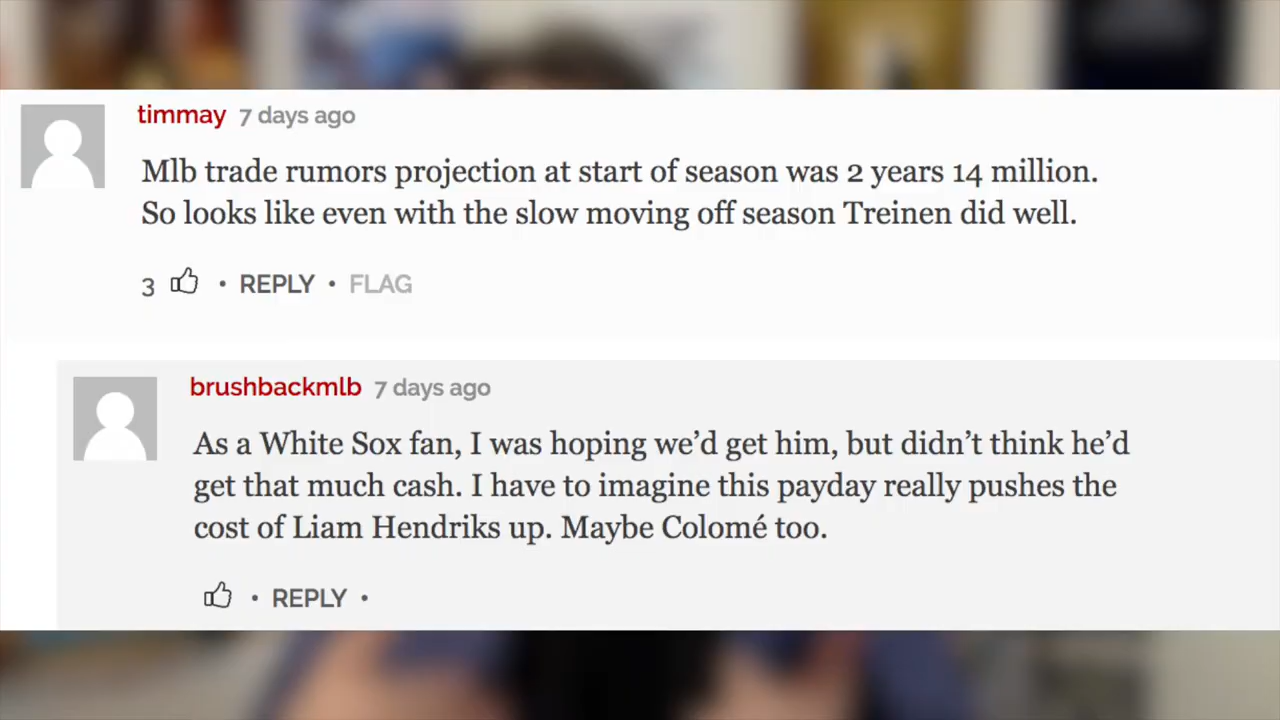 timmay 7 days ago
Mlb trade rumors projection at start of season was 2 years 14 million.
So looks like even with the slow moving off season Treinen did well.
3 • REPLY • FLAG
brushbackmlb 7 days ago
As a White Sox fan, I was hoping we’d get him, but didn’t think he’d
get that much cash. I have to imagine this payday really pushes the
cost of Liam Hendriks up. Maybe Colomé too.
• REPLY •